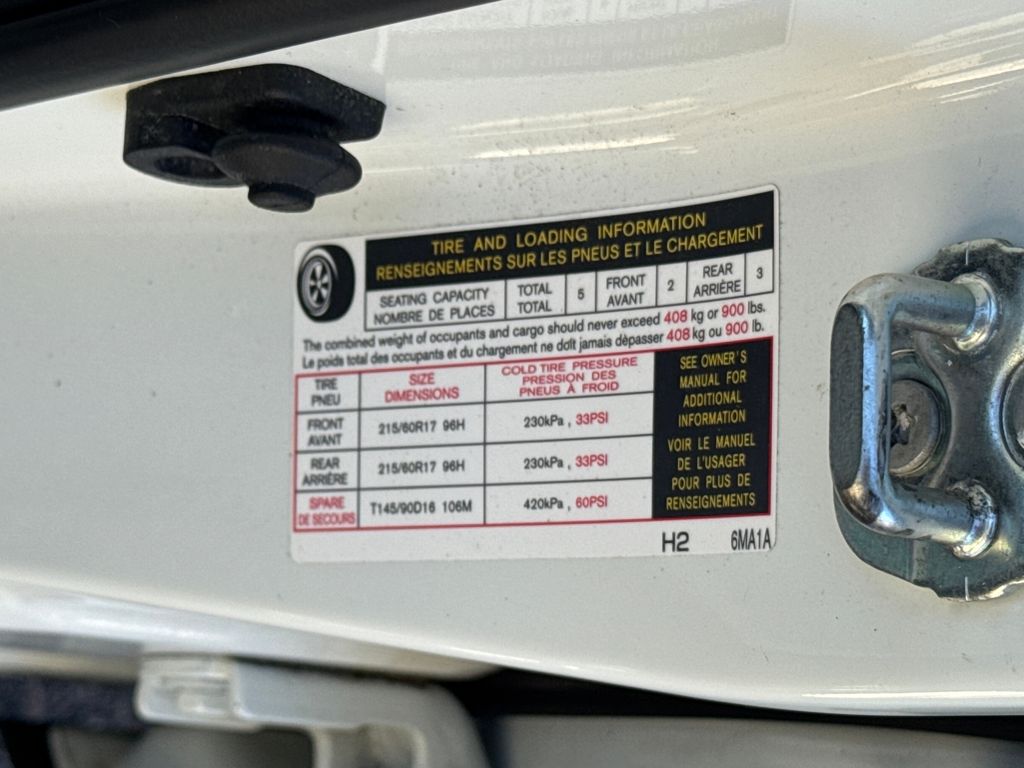 TIRE AND LOADING INFORMATION
RENSEIGNEMENTS SUR LES PNEUS ET LE CHARGEMENT
SEATING CAPACITY
NOMBRE DE PLACES
TOTAL
TOTAL
5
FRONT
AVANT
2
REAR
ARRIÈRE
3
The combined weight of occupants and cargo should never exceed 408 kg or 900 lbs.
Le poids total des occupants et du chargement ne doit jamais dépasser 408 kg ou 900 lb.
TIRE
PNEU
SIZE
DIMENSIONS
COLD TIRE PRESSURE
PRESSION DES
PNEUS À FROID
FRONT
AVANT
215/60R17 96H
230kPa , 33PSI
REAR
ARRIÈRE
215/60R17 96H
230kPa , 33PSI
SPARE
DE SECOURS
T145/90D16 106M
420kPa , 60PSI
SEE OWNER'S
MANUAL FOR
ADDITIONAL
INFORMATION
VOIR LE MANUEL
DE L'USAGER
POUR PLUS DE
RENSEIGNEMENTS
H2 6MA1A